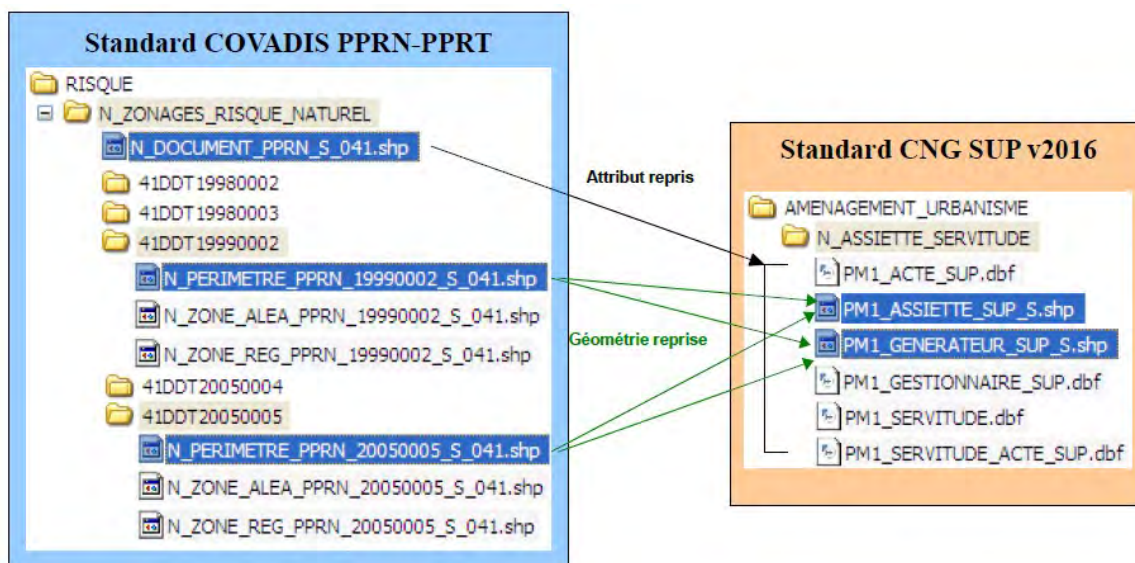 Standard COVADIS PPRN-PPRT
RISQUE
N_ZONAGES_RISQUE_NATUREL
N_DOCUMENT_PPRN_S_041.shp
41DDT19980002
41DDT19980003
41DDT19990002
N_PERIMETRE_PPRN_19990002_S_041.shp
N_ZONE_ALEA_PPRN_19990002_S_041.shp
N_ZONE_REG_PPRN_19990002_S_041.shp
41DDT20050004
41DDT20050005
N_PERIMETRE_PPRN_20050005_S_041.shp
N_ZONE_ALEA_PPRN_20050005_S_041.shp
N_ZONE_REG_PPRN_20050005_S_041.shp
Attribut repris
Géométrie reprise
Standard CNG SUP v2016
AMENAGEMENT_URBANISME
N_ASSIETTE_SERVITUDE
PM1_ACTE_SUP.dbf
PM1_ASSIETTE_SUP_S.shp
PM1_GENERATEUR_SUP_S.shp
PM1_GESTIONNAIRE_SUP.dbf
PM1_SERVITUDE.dbf
PM1_SERVITUDE_ACTE_SUP.dbf